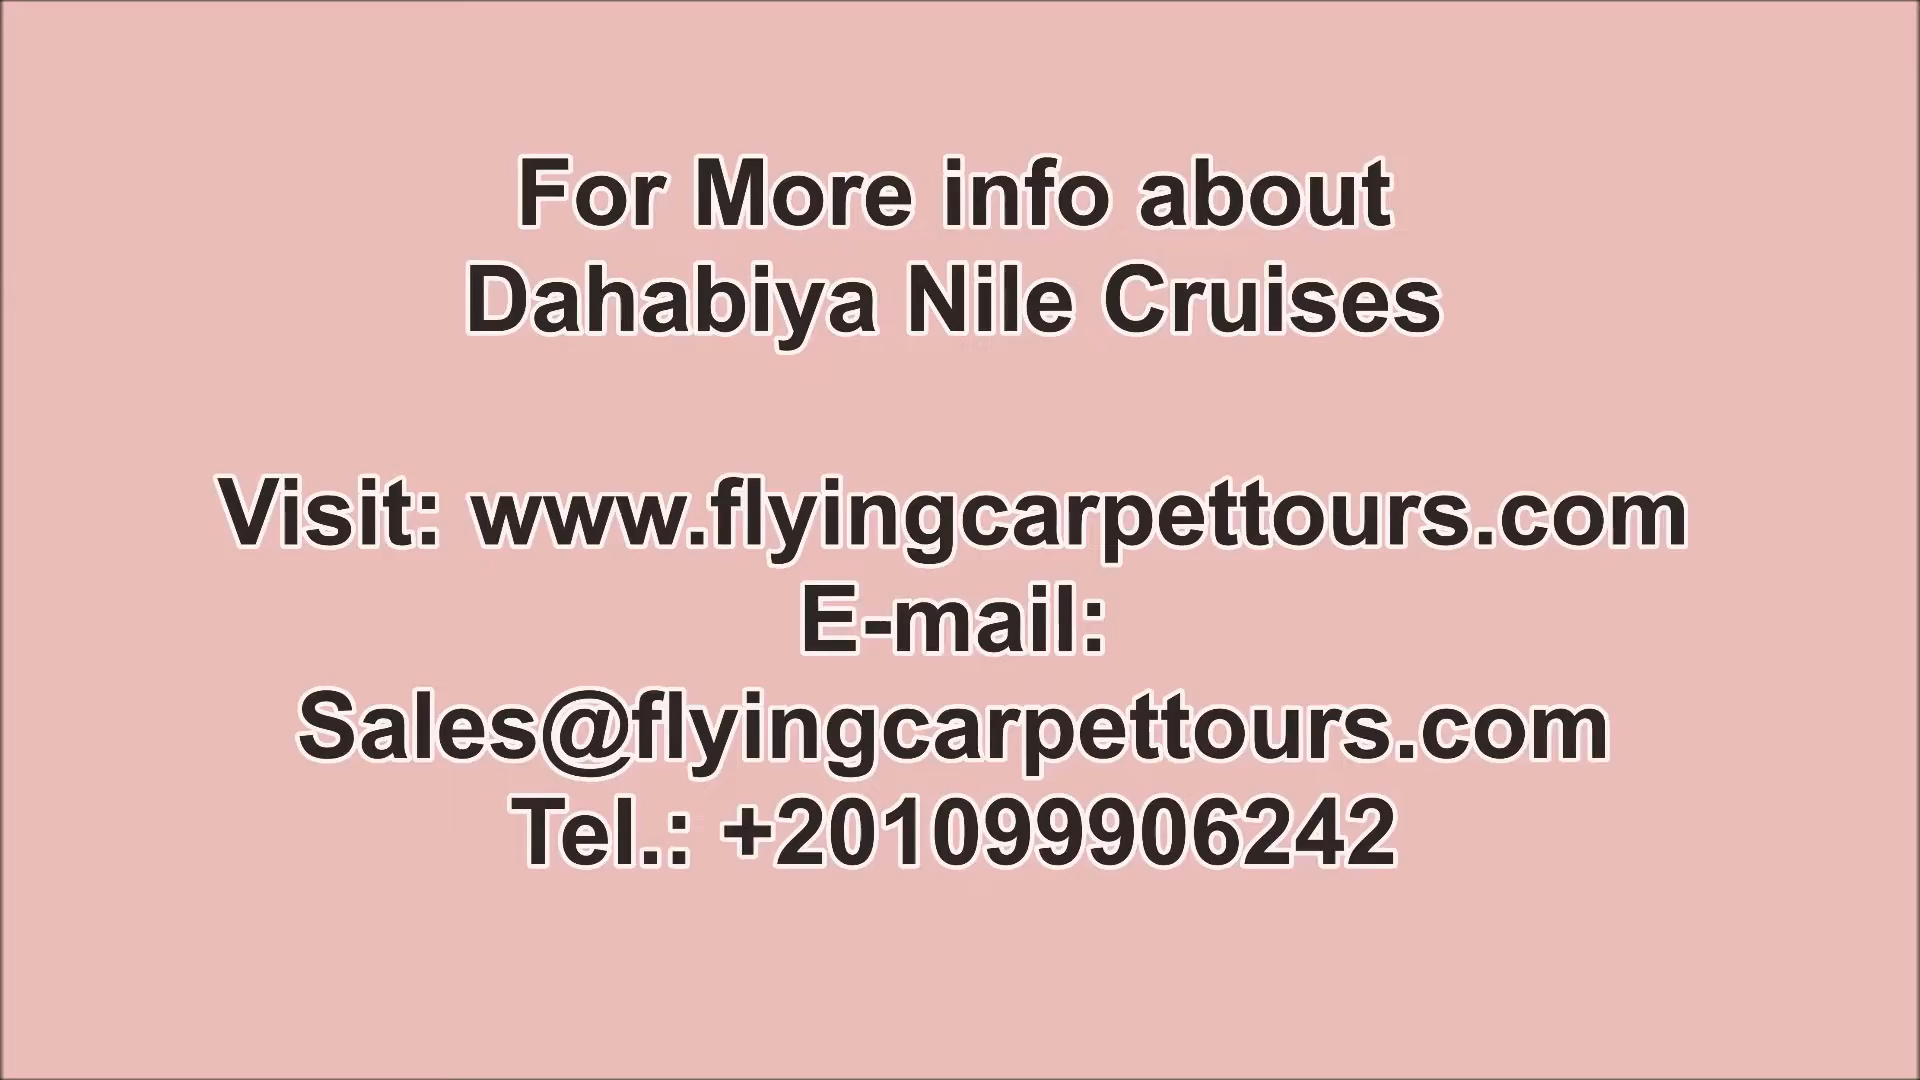 For More info about
Dahabiya Nile Cruises
Visit: www.flyingcarpettours.com
E-mail:
Sales@flyingcarpettours.com
Tel.: +201099906242